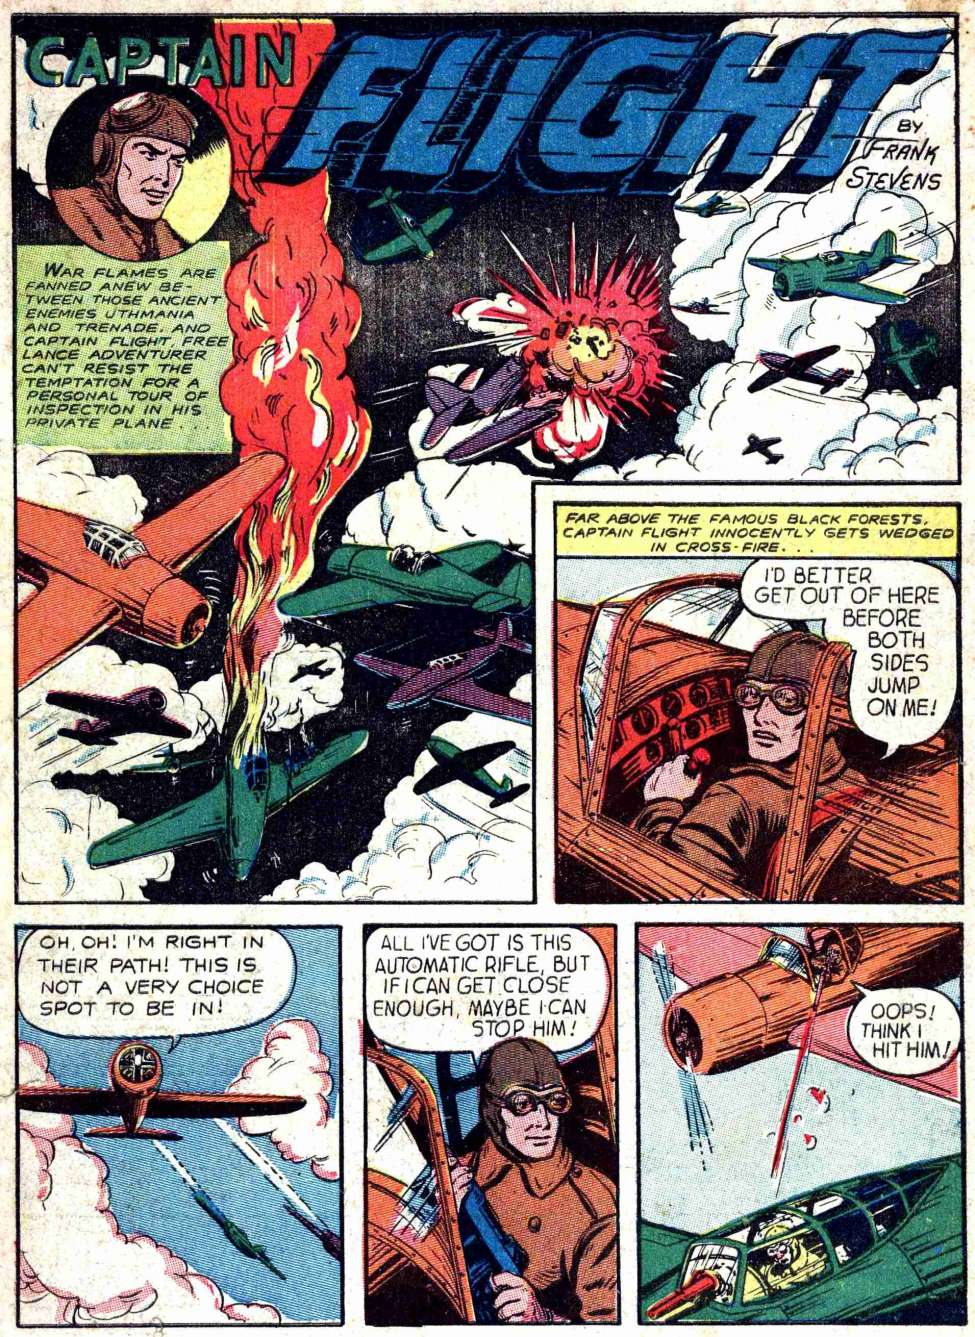 CAPTAIN FLIGHT
BY
FRANK
STEVENS
WAR FLAMES ARE
FANNED ANEW BE-
TWEEN THOSE ANCIENT
ENEMIES UTHMANIA
AND TRENADE, AND
CAPTAIN FLIGHT, FREE
LANCE ADVENTURER
CAN'T RESIST THE
TEMPTATION FOR A
PERSONAL TOUR OF
INSPECTION IN HIS
PRIVATE PLANE . . .
FAR ABOVE THE FAMOUS BLACK FORESTS,
CAPTAIN FLIGHT INNOCENTLY GETS WEDGED
IN CROSS-FIRE. . .
I'D BETTER
GET OUT OF HERE
BEFORE
BOTH
SIDES
JUMP
ON ME!
OH, OH! I'M RIGHT IN
THEIR PATH! THIS IS
NOT A VERY CHOICE
SPOT TO BE IN!
ALL I'VE GOT IS THIS
AUTOMATIC RIFLE, BUT
IF I CAN GET CLOSE
ENOUGH, MAYBE I CAN
STOP HIM!
OOPS!
THINK I
HIT HIM!